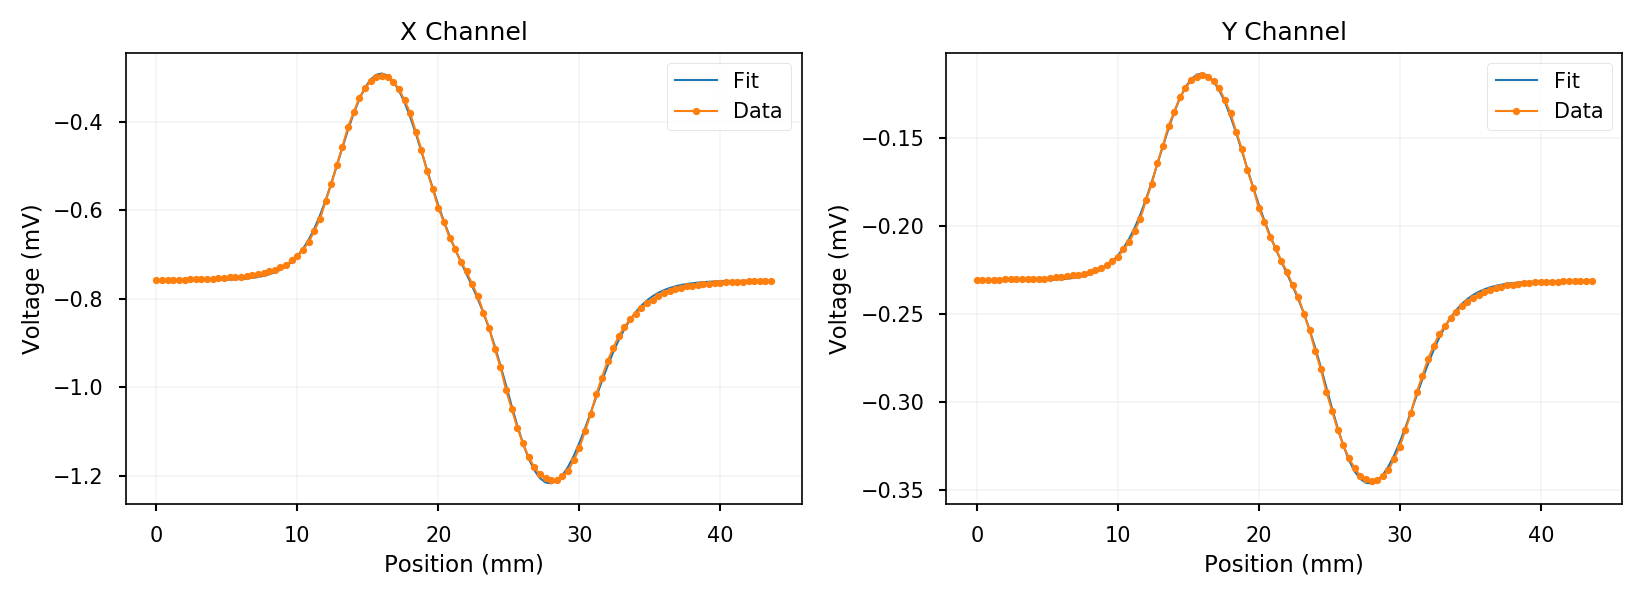 X Channel
Fit
Data
−0.4
−0.6
−0.8
−1.0
−1.2
Voltage (mV)
0
10
20
30
40
Position (mm)
Y Channel
Fit
Data
−0.15
−0.20
−0.25
−0.30
−0.35
Voltage (mV)
0
10
20
30
40
Position (mm)